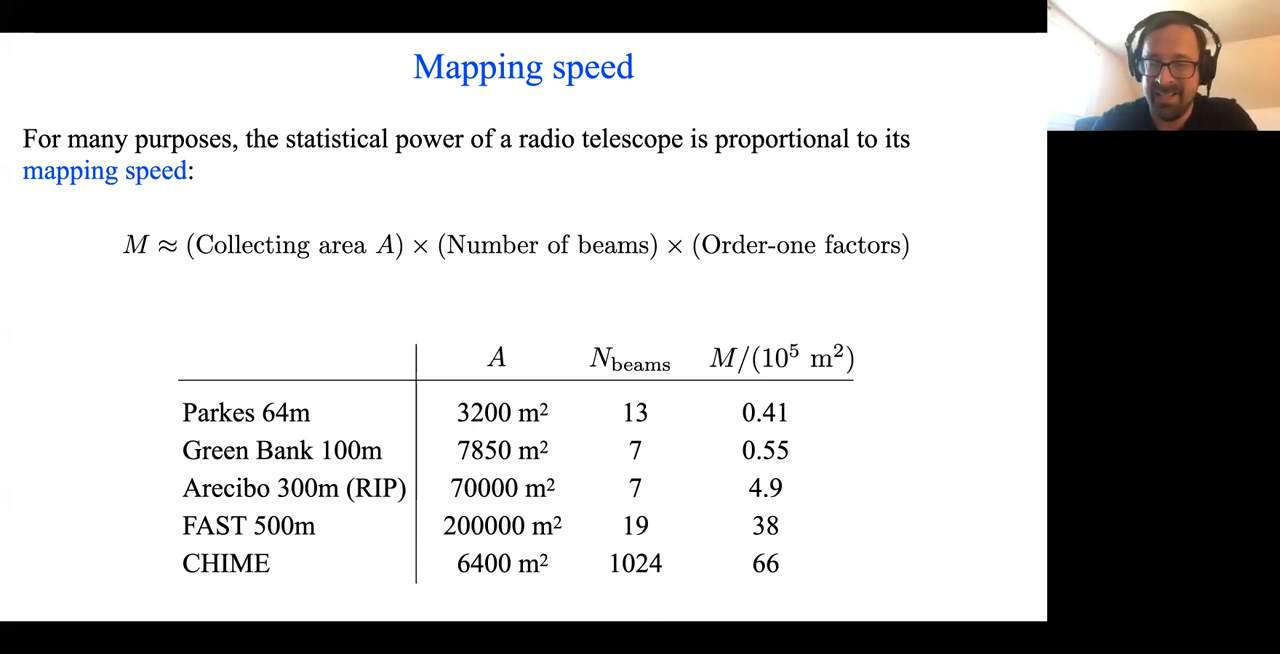 Mapping speed
For many purposes, the statistical power of a radio telescope is proportional to its
mapping speed:
M ≈ (Collecting area A) × (Number of beams) × (Order-one factors)
A N_beams M/(10⁵ m²)
Parkes 64m 3200 m² 13 0.41
Green Bank 100m 7850 m² 7 0.55
Arecibo 300m (RIP) 70000 m² 7 4.9
FAST 500m 200000 m² 19 38
CHIME 6400 m² 1024 66